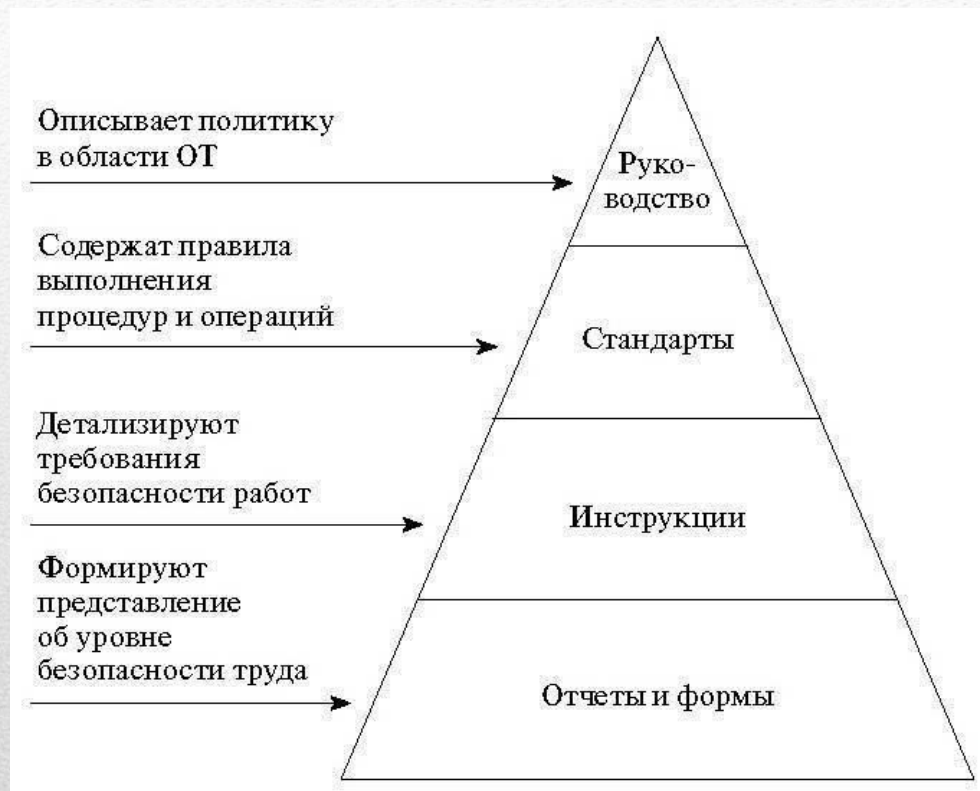 Описывает политику
в области ОТ
Руко-
водство
Содержат правила
выполнения
процедур и операций
Стандарты
Детализируют
требования
безопасности работ
Инструкции
Формируют
представление
об уровне
безопасности труда
Отчеты и формы